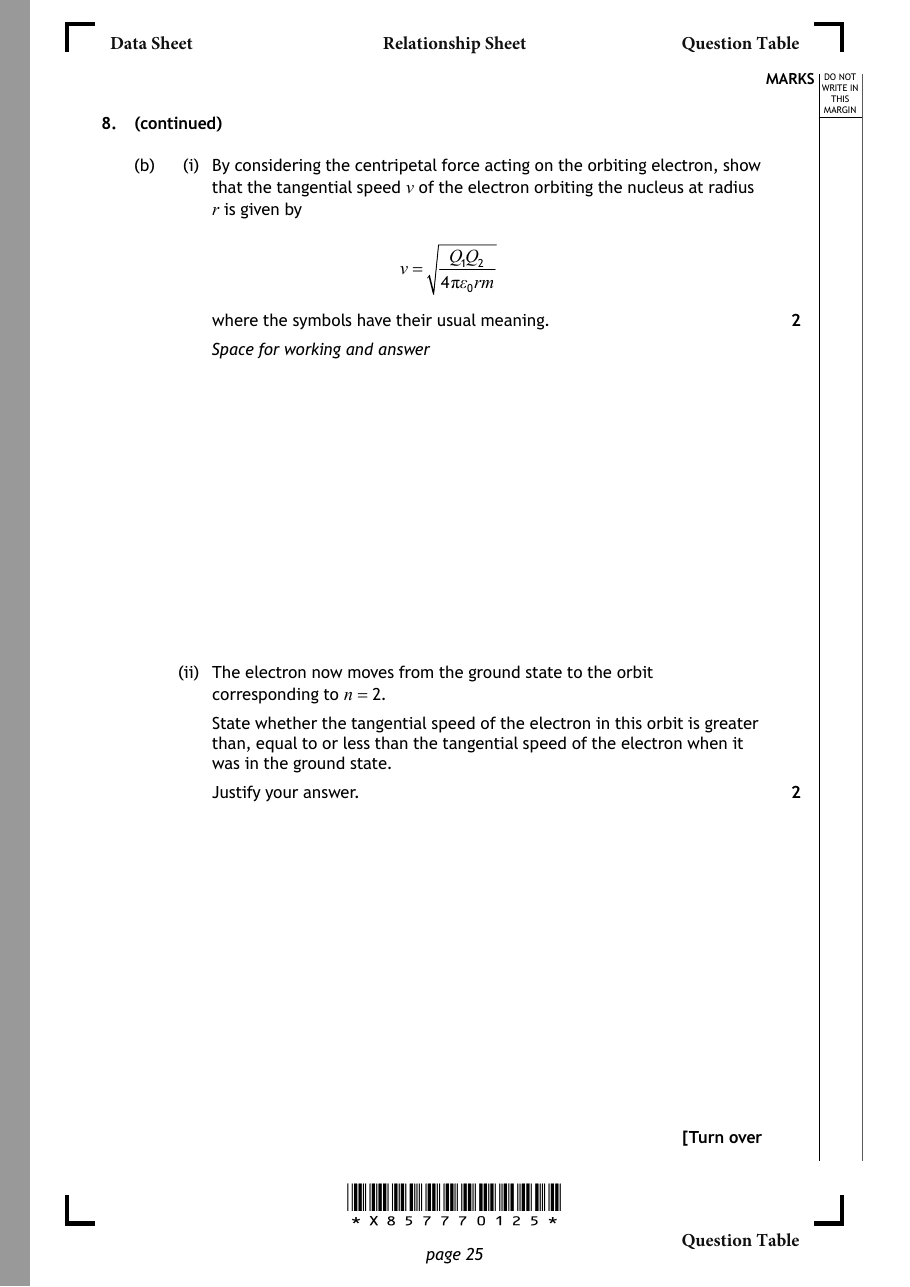 Data Sheet Relationship Sheet Question Table
MARKS
DO NOT
WRITE IN
THIS
MARGIN
8. (continued)
(b) (i) By considering the centripetal force acting on the orbiting electron, show
that the tangential speed v of the electron orbiting the nucleus at radius
r is given by
v = √(Q₁Q₂ / 4πε₀rm)
where the symbols have their usual meaning. 2
Space for working and answer
(ii) The electron now moves from the ground state to the orbit
corresponding to n = 2.
State whether the tangential speed of the electron in this orbit is greater
than, equal to or less than the tangential speed of the electron when it
was in the ground state.
Justify your answer. 2
[Turn over
* X 8 5 7 7 7 0 1 2 5 *
page 25
Question Table